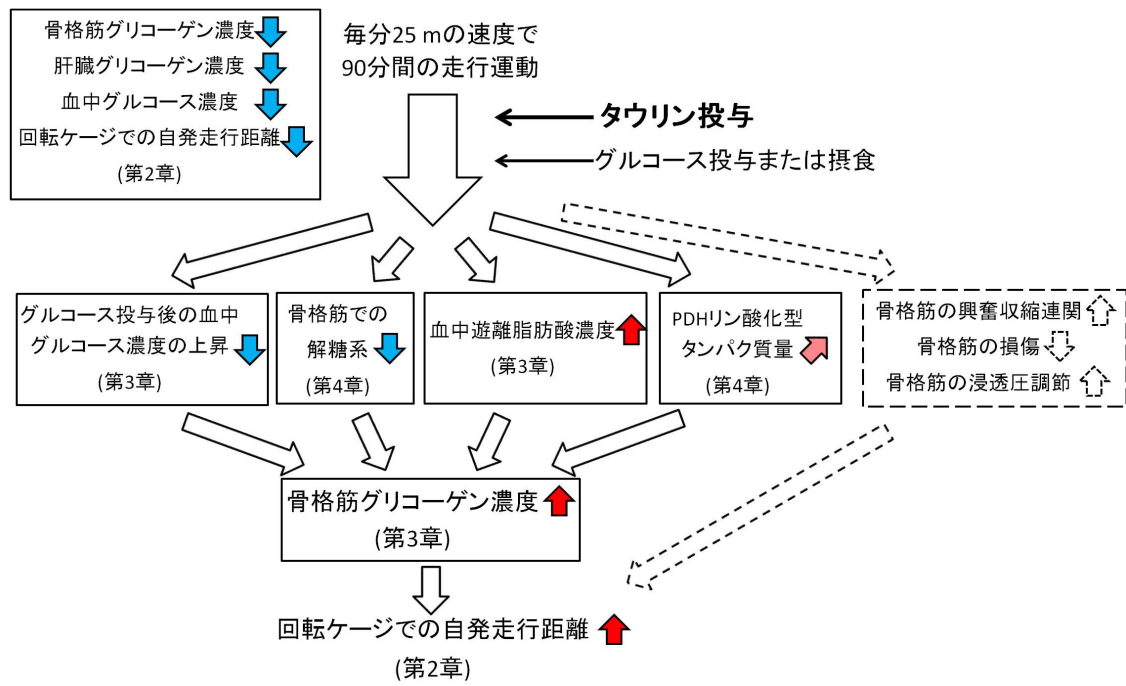 骨格筋グリコーゲン濃度
肝臓グリコーゲン濃度
血中グルコース濃度
回転ケージでの自発走行距離
(第2章)
毎分25 mの速度で
90分間の走行運動
タウリン投与
グルコース投与または摂食
グルコース投与後の血中
グルコース濃度の上昇
(第3章)
骨格筋での
解糖系
(第4章)
血中遊離脂肪酸濃度
(第3章)
PDHリン酸化型
タンパク質量
(第4章)
骨格筋の興奮収縮連関
骨格筋の損傷
骨格筋の浸透圧調節
骨格筋グリコーゲン濃度
(第3章)
回転ケージでの自発走行距離
(第2章)